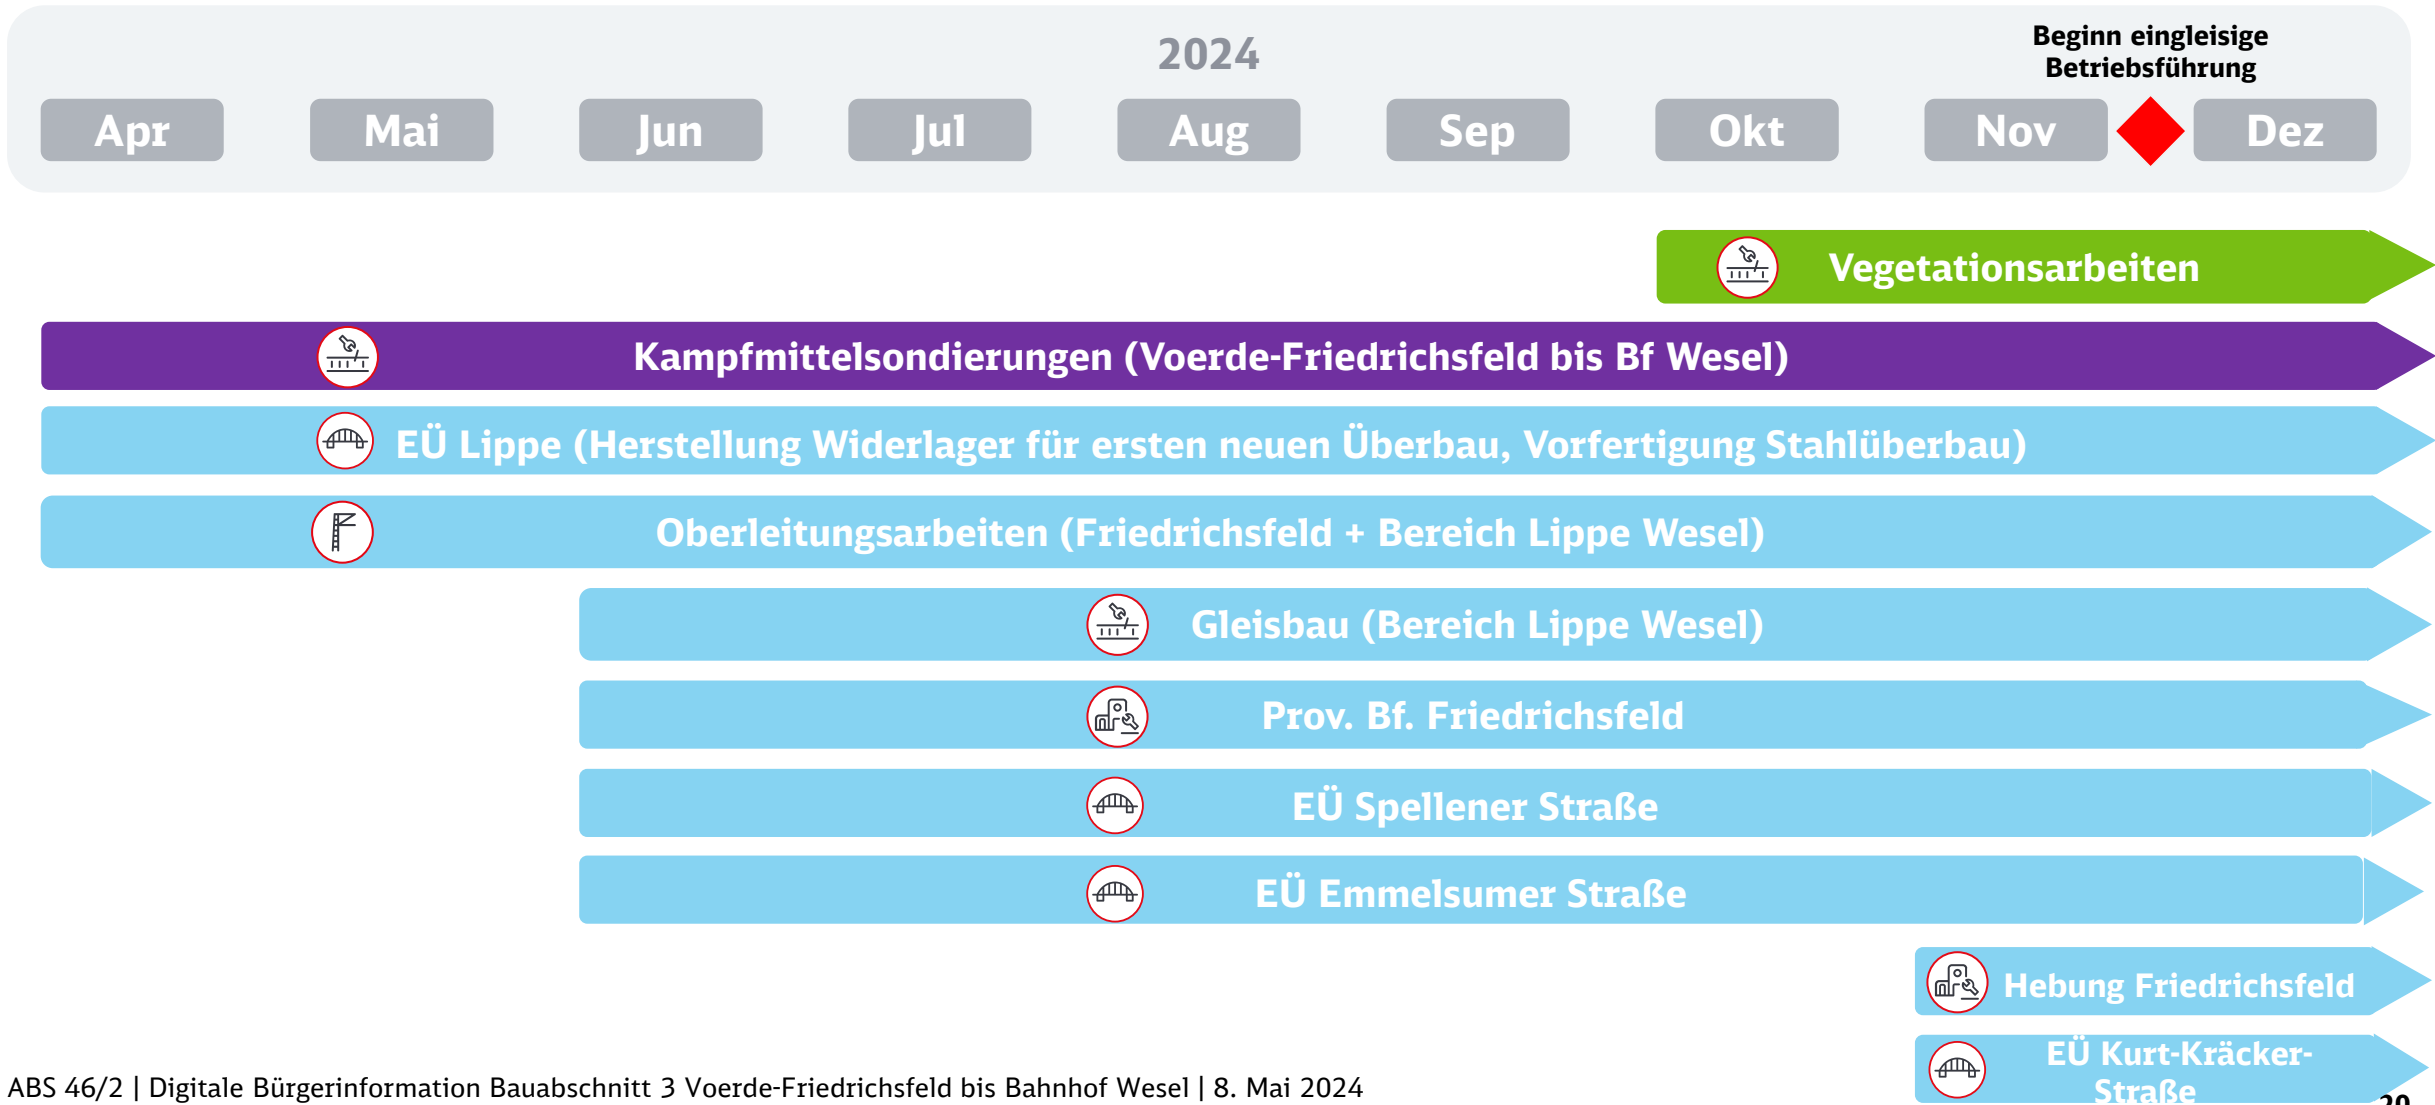 2024
Beginn eingleisige
Betriebsführung
Apr Mai Jun Jul Aug Sep Okt Nov Dez
Vegetationsarbeiten
Kampfmittelsondierungen (Voerde-Friedrichsfeld bis Bf Wesel)
EÜ Lippe (Herstellung Widerlager für ersten neuen Überbau, Vorfertigung Stahlüberbau)
Oberleitungsarbeiten (Friedrichsfeld + Bereich Lippe Wesel)
Gleisbau (Bereich Lippe Wesel)
Prov. Bf. Friedrichsfeld
EÜ Spellener Straße
EÜ Emmelsumer Straße
Hebung Friedrichsfeld
EÜ Kurt-Kräcker-
Straße
ABS 46/2 | Digitale Bürgerinformation Bauabschnitt 3 Voerde-Friedrichsfeld bis Bahnhof Wesel | 8. Mai 2024